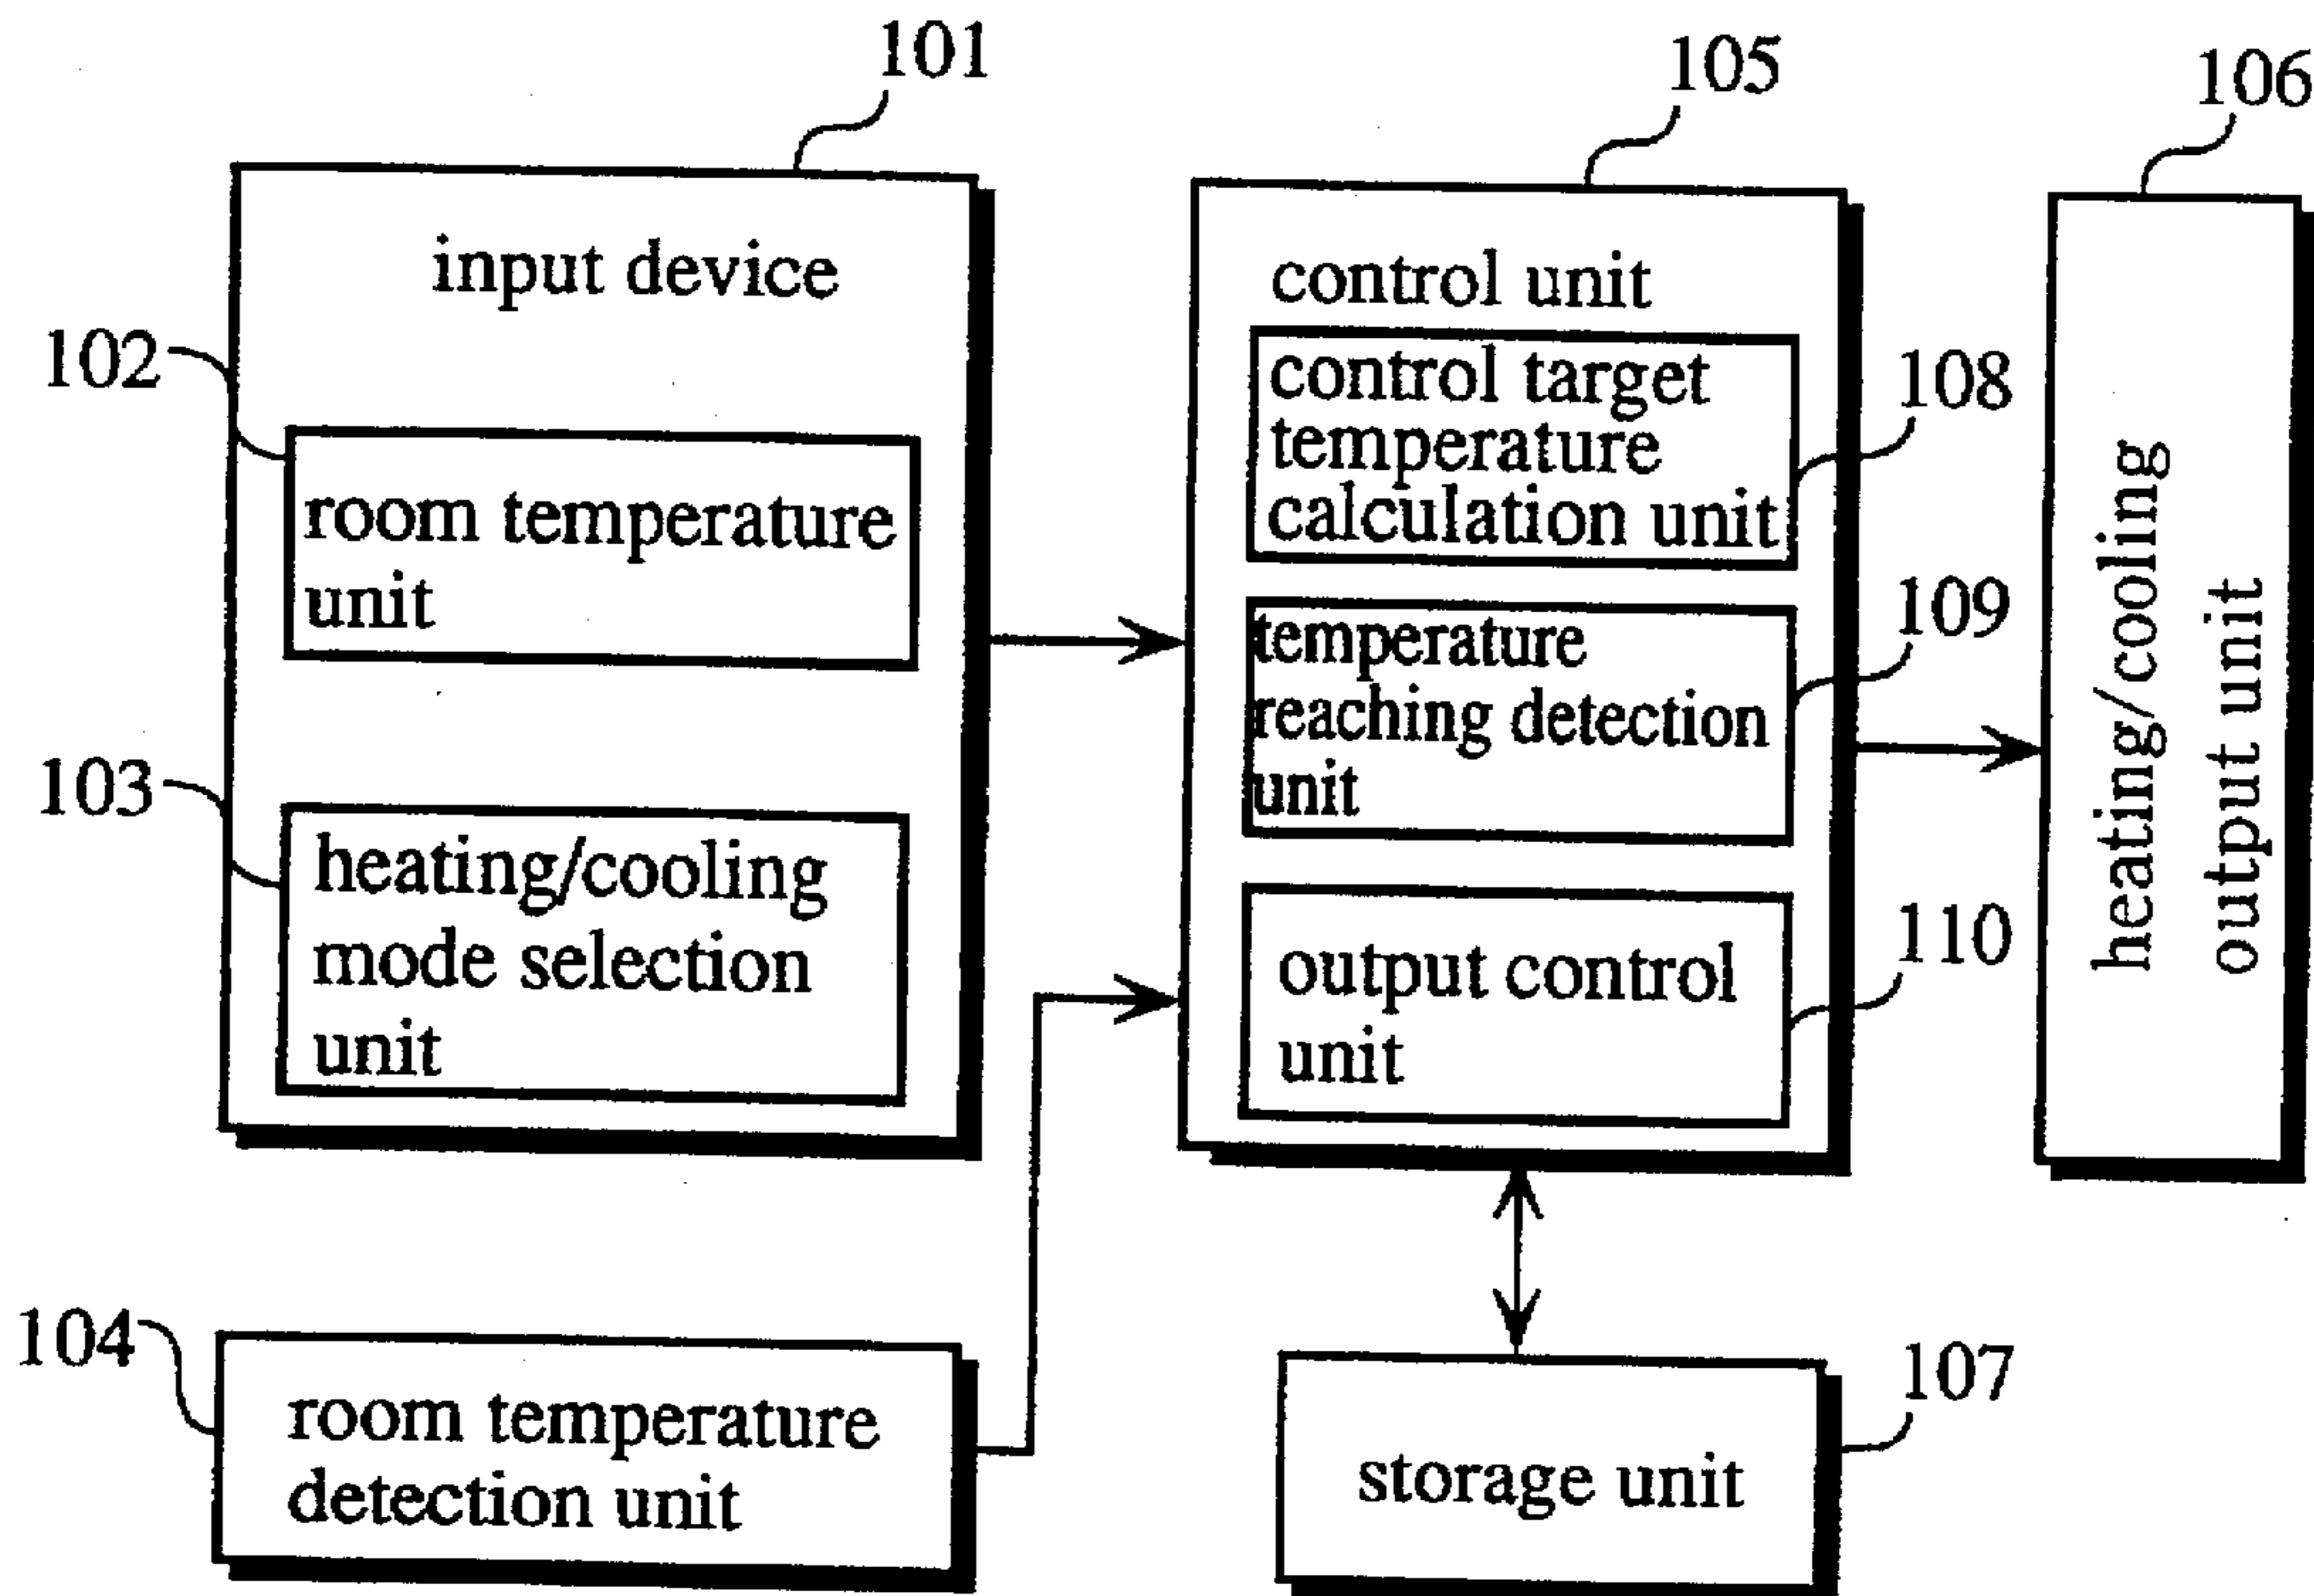 101
105
106
input device
102
room temperature
unit
103
heating/cooling
mode selection
unit
control unit
control target
temperature
calculation unit
108
temperature
reaching detection
unit
109
output control
unit
110
heating/cooling
output unit
104
room temperature
detection unit
storage unit
107